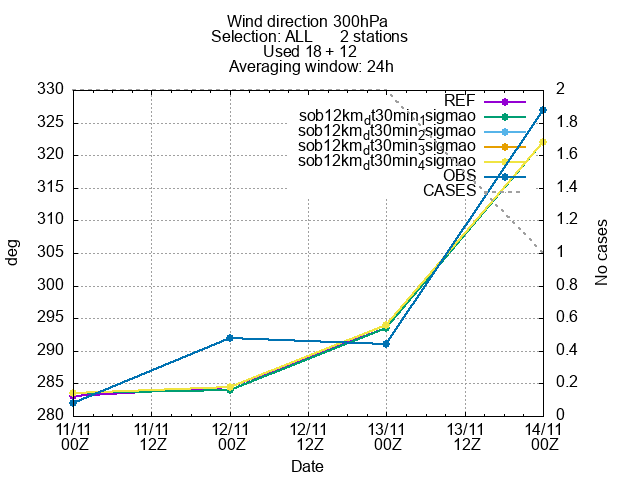 Wind direction 300hPa
Selection: ALL 2 stations
Used 18 + 12
Averaging window: 24h
330
325
320
315
310
305
300
295
290
285
280
deg
2
1.8
1.6
1.4
1.2
1
0.8
0.6
0.4
0.2
0
No cases
REF
sob12km_dt30min_1sigmao
sob12km_dt30min_2sigmao
sob12km_dt30min_3sigmao
sob12km_dt30min_4sigmao
OBS
CASES
11/11 11/11 12/11 12/11 13/11 13/11 14/11
00Z 12Z 00Z 12Z 00Z 12Z 00Z
Date